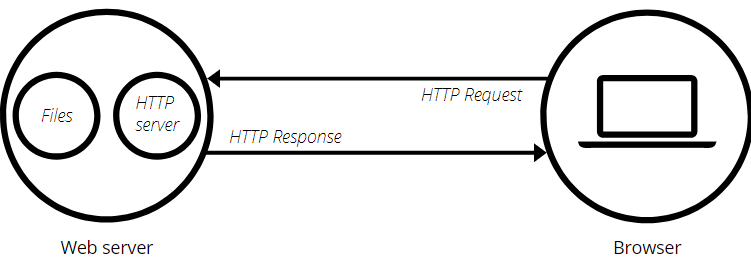 HTTP Request
Files
HTTP
server
HTTP Response
Web server
Browser